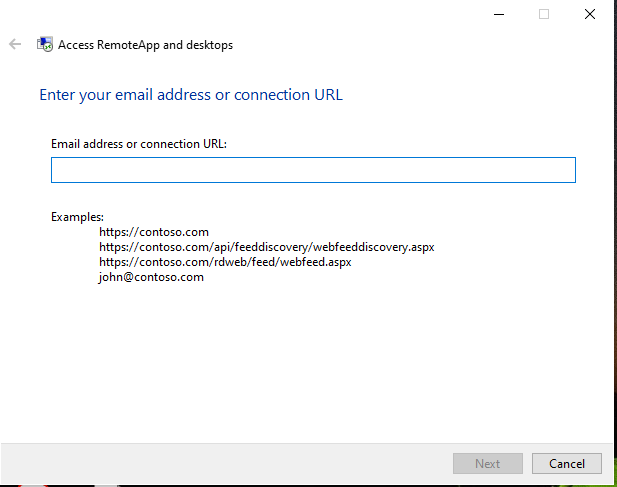 Access RemoteApp and desktops
Enter your email address or connection URL
Email address or connection URL:
Examples:
https://contoso.com
https://contoso.com/api/feeddiscovery/webfeeddiscovery.aspx
https://contoso.com/rdweb/feed/webfeed.aspx
john@contoso.com
Next
Cancel